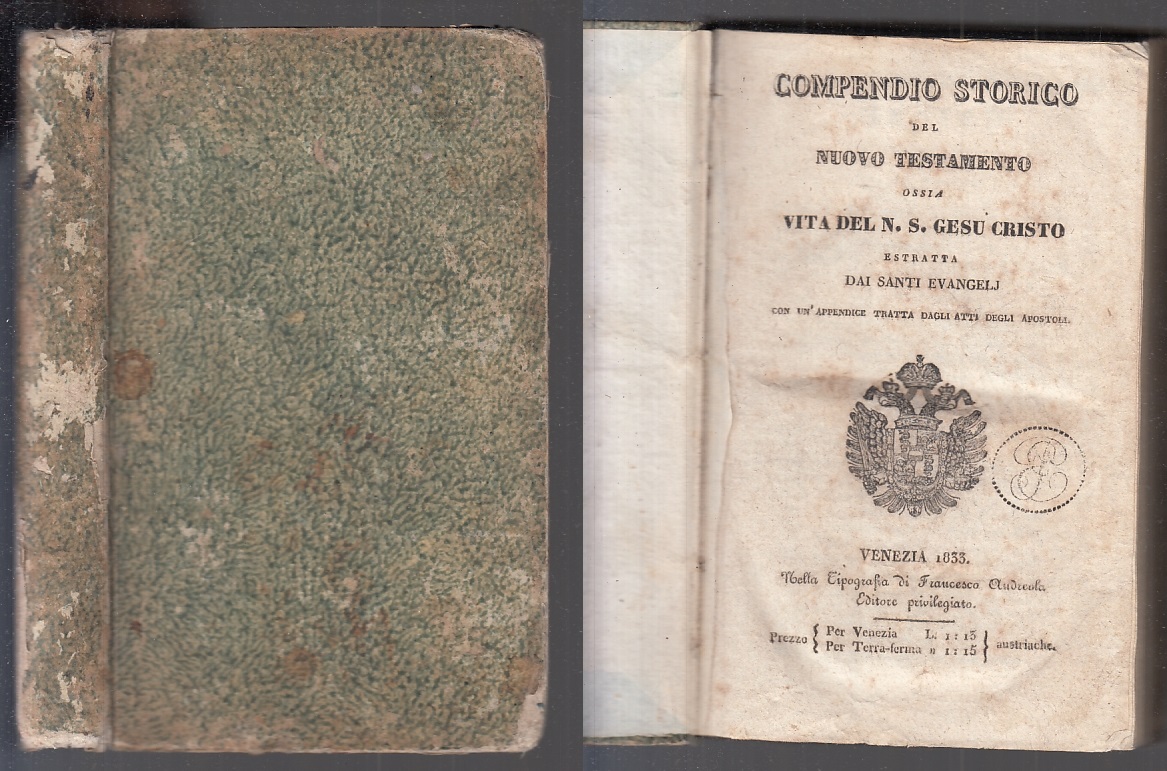 COMPENDIO STORICO
DEL
NUOVO TESTAMENTO
OSSIA
VITA DEL N. S. GESÙ CRISTO
ESTRATTA
DAI SANTI EVANGELJ
CON UN' APPENDICE TRATTA DAGLI ATTI DEGLI APOSTOLI.
VENEZIA 1833.
Nella Tipografia di Francesco Andreola
Editore privilegiato.
Prezzo { Per Venezia L. 1 : 13 } austriache.
Per Terra-ferma » 1 : 15